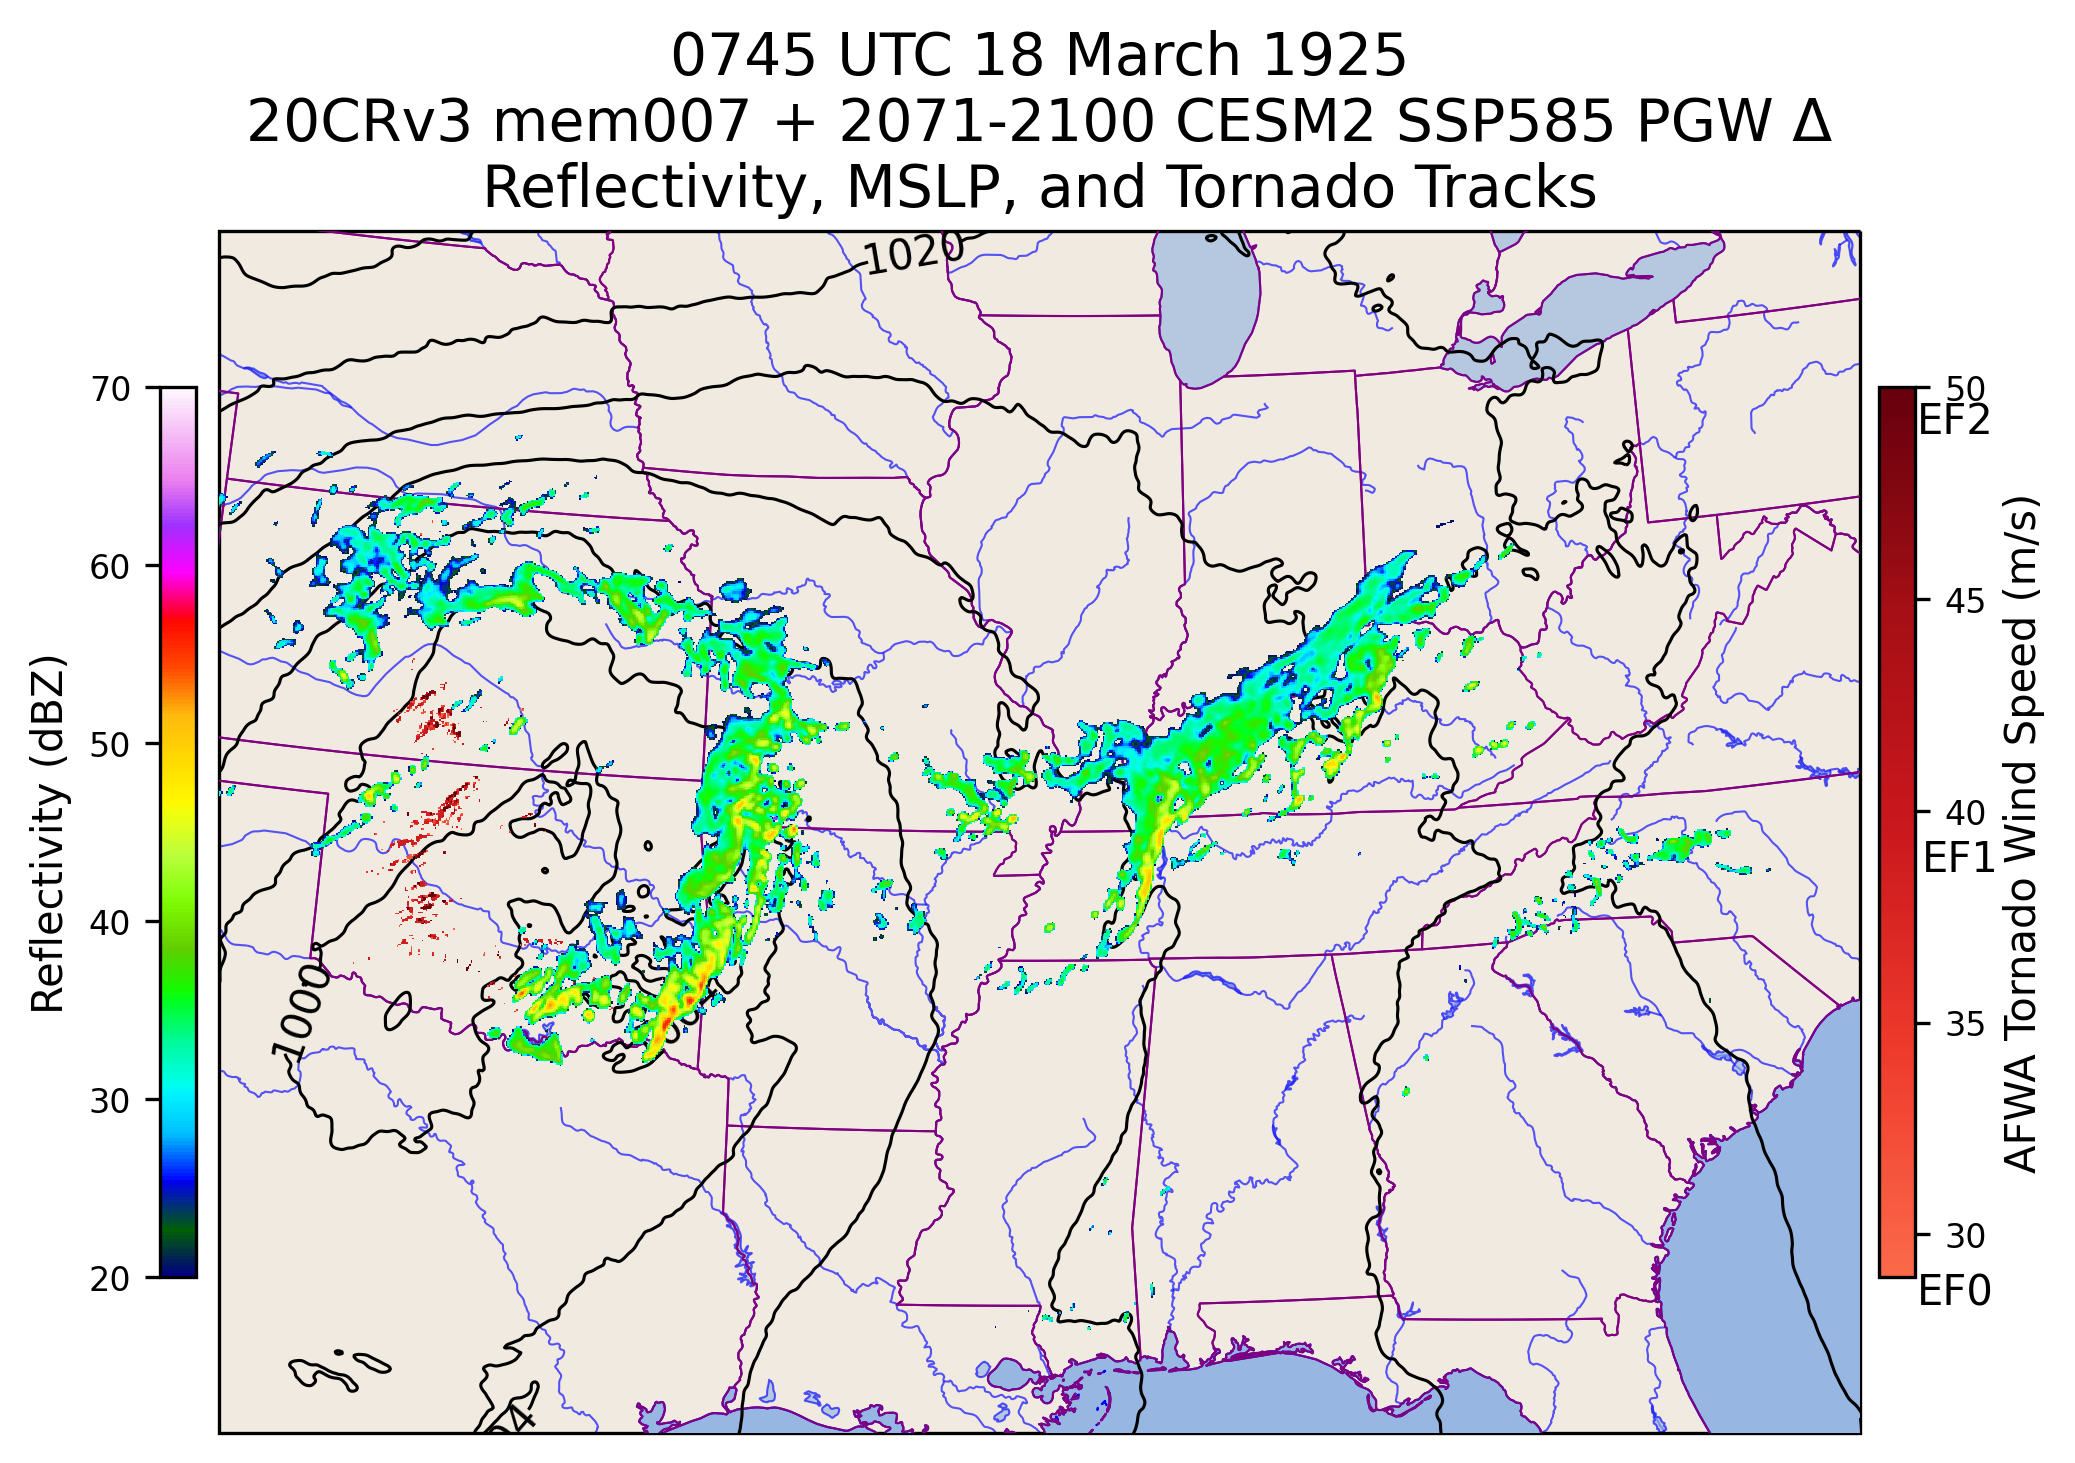 0745 UTC 18 March 1925
20CRv3 mem007 + 2071-2100 CESM2 SSP585 PGW Δ
Reflectivity, MSLP, and Tornado Tracks
1020
1000
70
60
50
40
30
20
Reflectivity (dBZ)
50
EF2
45
40
EF1
35
30
EF0
AFWA Tornado Wind Speed (m/s)